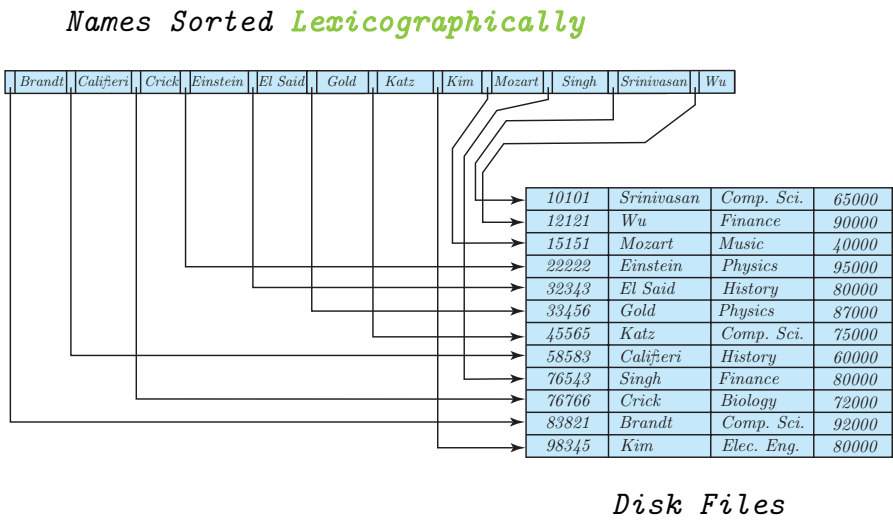 Names Sorted Lexicographically
Brandt Califieri Crick Einstein El Said Gold Katz Kim Mozart Singh Srinivasan Wu
10101 Srinivasan Comp. Sci. 65000
12121 Wu Finance 90000
15151 Mozart Music 40000
22222 Einstein Physics 95000
32343 El Said History 80000
33456 Gold Physics 87000
45565 Katz Comp. Sci. 75000
58583 Califieri History 60000
76543 Singh Finance 80000
76766 Crick Biology 72000
83821 Brandt Comp. Sci. 92000
98345 Kim Elec. Eng. 80000
Disk Files